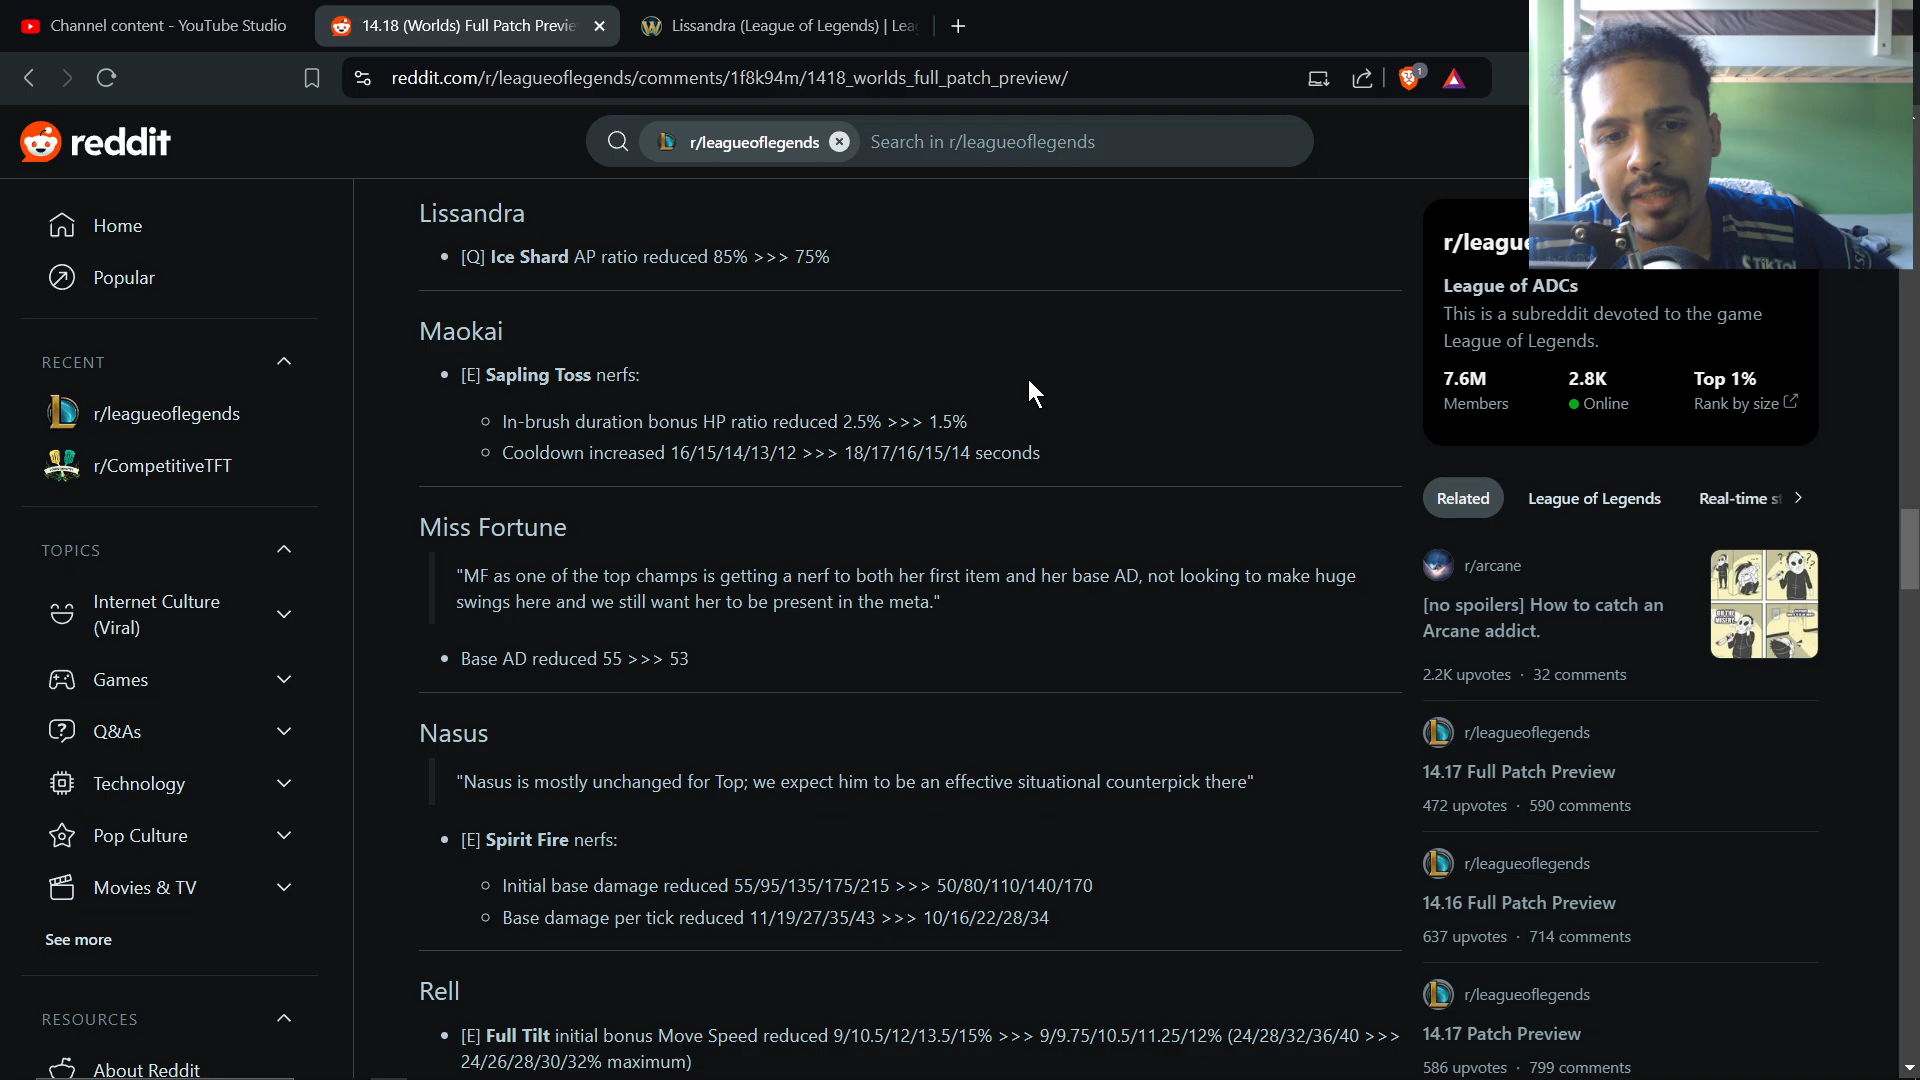 Channel content - YouTube Studio
14.18 (Worlds) Full Patch Previe
Lissandra (League of Legends) | Leag
reddit.com/r/leagueoflegends/comments/1f8k94m/1418_worlds_full_patch_preview/
1
reddit
r/leagueoflegends
Search in r/leagueoflegends
Home
Popular
RECENT
r/leagueoflegends
r/CompetitiveTFT
TOPICS
Internet Culture
(Viral)
Games
Q&As
Technology
Pop Culture
Movies & TV
See more
RESOURCES
About Reddit
Lissandra
• [Q] Ice Shard AP ratio reduced 85% >>> 75%
Maokai
• [E] Sapling Toss nerfs:
○ In-brush duration bonus HP ratio reduced 2.5% >>> 1.5%
○ Cooldown increased 16/15/14/13/12 >>> 18/17/16/15/14 seconds
Miss Fortune
"MF as one of the top champs is getting a nerf to both her first item and her base AD, not looking to make huge
swings here and we still want her to be present in the meta."
• Base AD reduced 55 >>> 53
Nasus
"Nasus is mostly unchanged for Top; we expect him to be an effective situational counterpick there"
• [E] Spirit Fire nerfs:
○ Initial base damage reduced 55/95/135/175/215 >>> 50/80/110/140/170
○ Base damage per tick reduced 11/19/27/35/43 >>> 10/16/22/28/34
Rell
• [E] Full Tilt initial bonus Move Speed reduced 9/10.5/12/13.5/15% >>> 9/9.75/10.5/11.25/12% (24/28/32/36/40 >>>
24/26/28/30/32% maximum)
r/leagu
League of ADCs
This is a subreddit devoted to the game
League of Legends.
7.6M
2.8K
Top 1%
Members
Online
Rank by size
Related
League of Legends
Real-time st
r/arcane
[no spoilers] How to catch an
Arcane addict.
2.2K upvotes · 32 comments
r/leagueoflegends
14.17 Full Patch Preview
472 upvotes · 590 comments
r/leagueoflegends
14.16 Full Patch Preview
637 upvotes · 714 comments
r/leagueoflegends
14.17 Patch Preview
586 upvotes · 799 comments